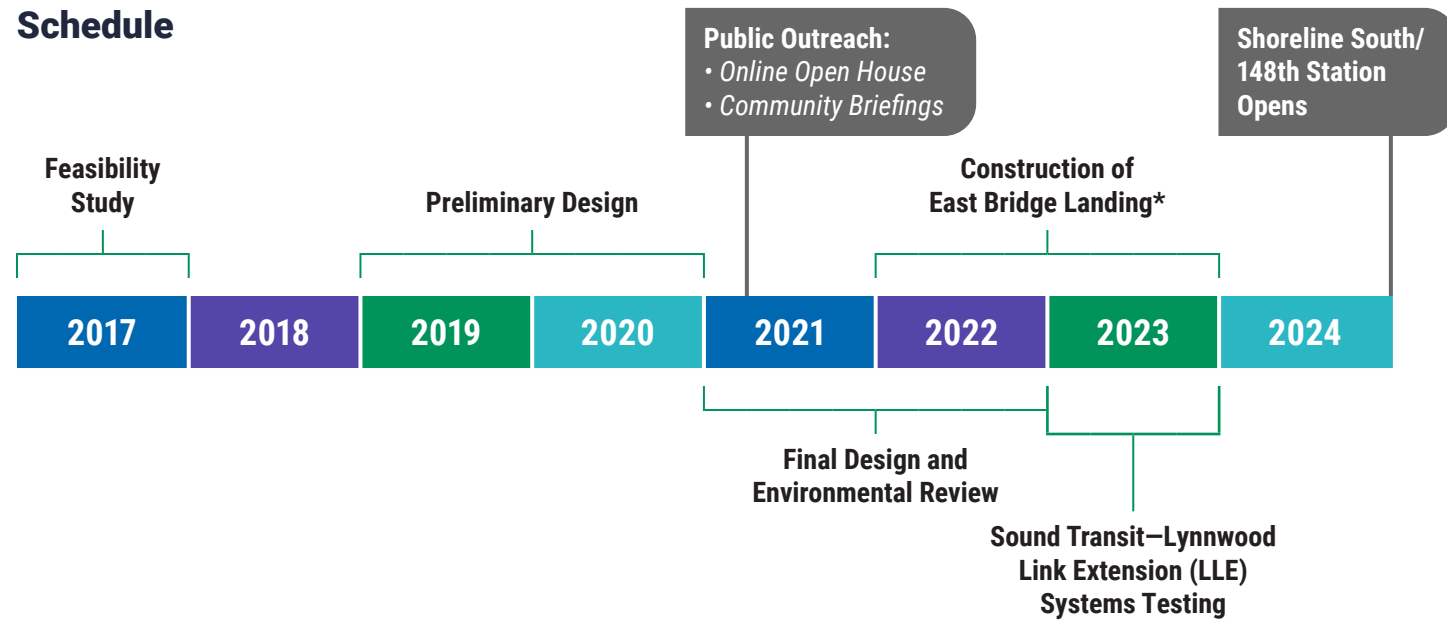 Schedule
Public Outreach:
• Online Open House
• Community Briefings
Shoreline South/
148th Station
Opens
Feasibility
Study
Preliminary Design
Construction of
East Bridge Landing*
2017
2018
2019
2020
2021
2022
2023
2024
Final Design and
Environmental Review
Sound Transit—Lynnwood
Link Extension (LLE)
Systems Testing